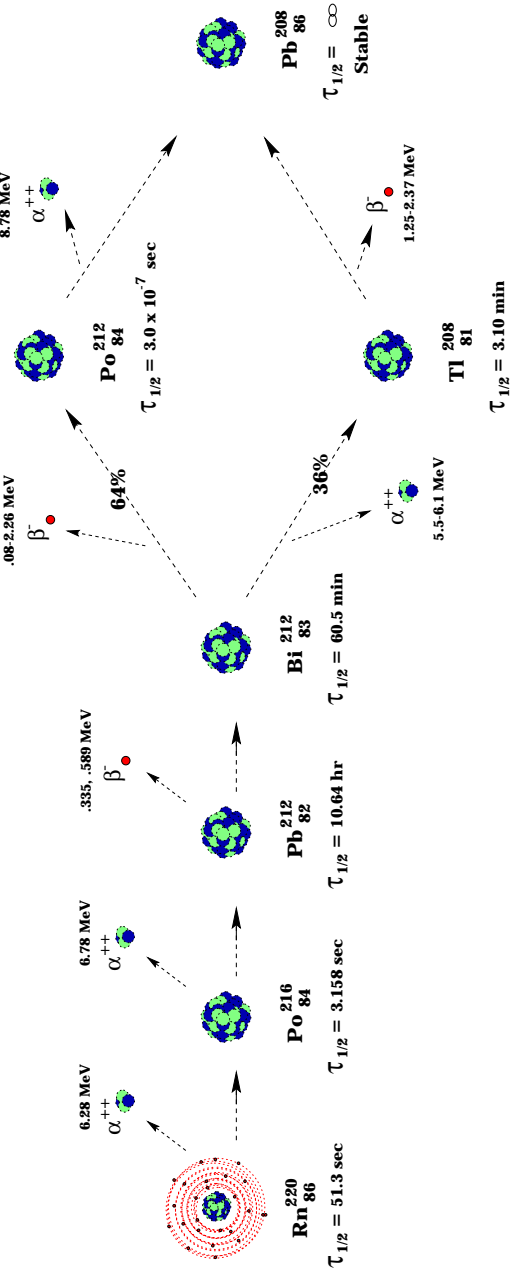 6.28 MeV
α++
Rn 220 86
τ1/2 = 51.3 sec
6.78 MeV
α++
Po 216 84
τ1/2 = 3.158 sec
.335, .589 MeV
β-
Pb 212 82
τ1/2 = 10.64 hr
Bi 212 83
τ1/2 = 60.5 min
.08-2.26 MeV
β-
64%
Po 212 84
τ1/2 = 3.0 x 10-7 sec
8.78 MeV
α++
36%
α++
5.5-6.1 MeV
Tl 208 81
τ1/2 = 3.10 min
β-
1.25-2.37 MeV
Pb 208 86
τ1/2 = ∞
Stable